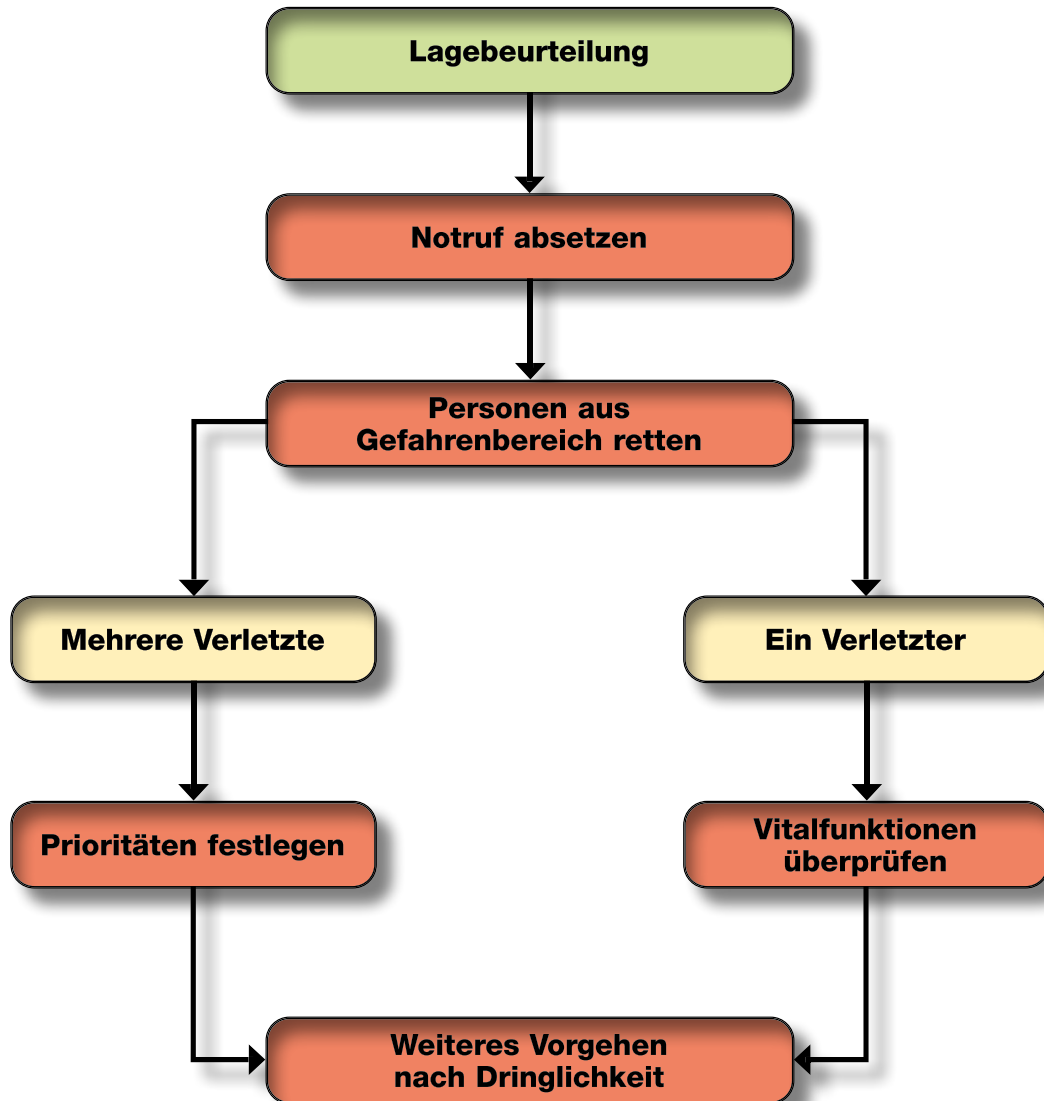 Lagebeurteilung
Notruf absetzen
Personen aus
Gefahrenbereich retten
Mehrere Verletzte
Ein Verletzter
Prioritäten festlegen
Vitalfunktionen
überprüfen
Weiteres Vorgehen
nach Dringlichkeit